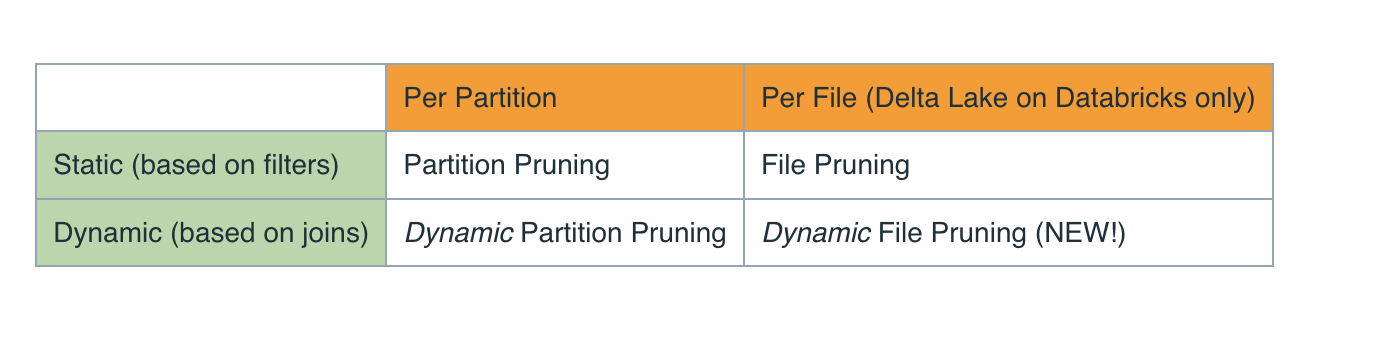 Per Partition
Per File (Delta Lake on Databricks only)
Static (based on filters)
Partition Pruning
File Pruning
Dynamic (based on joins)
Dynamic Partition Pruning
Dynamic File Pruning (NEW!)